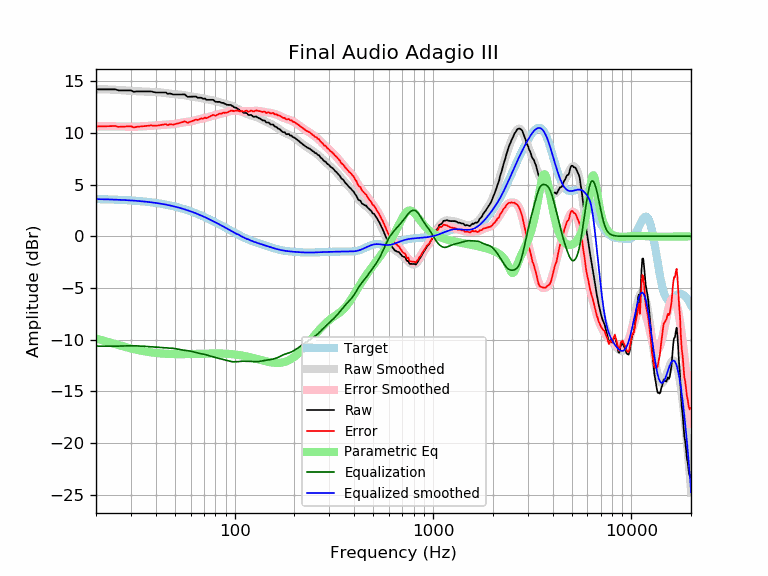 Final Audio Adagio III
15
10
5
0
−5
−10
−15
−20
−25
Amplitude (dBr)
Target
Raw Smoothed
Error Smoothed
Raw
Error
Parametric Eq
Equalization
Equalized smoothed
100 1000 10000
Frequency (Hz)